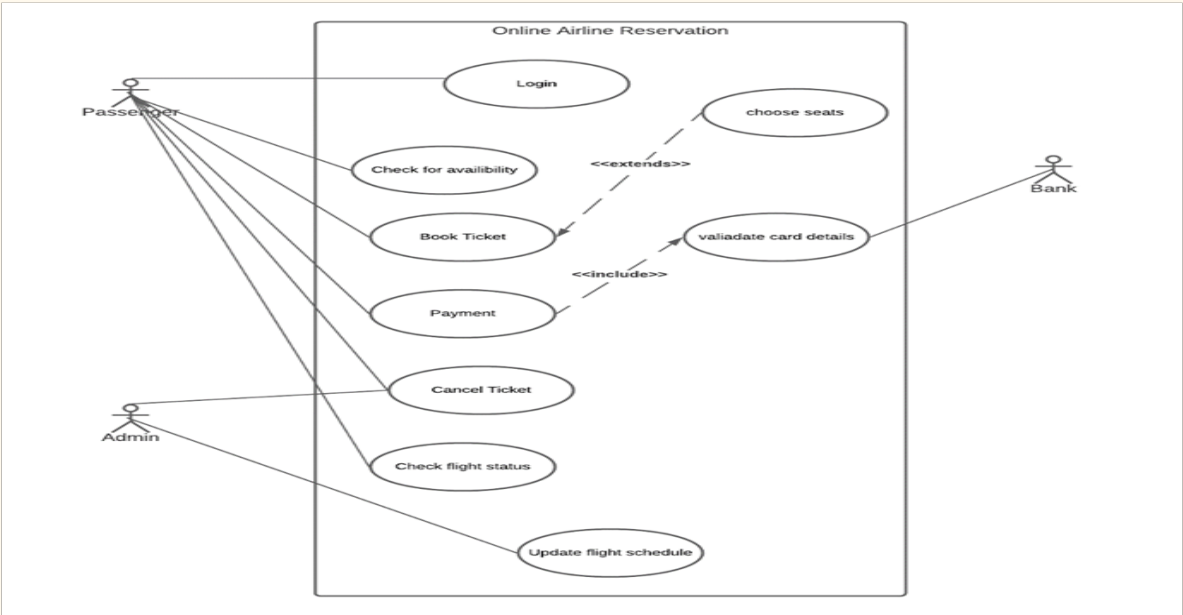 Online Airline Reservation
Login
Passenger
choose seats
<<extends>>
Check for availibility
Bank
Book Ticket
valiadate card details
<<include>>
Payment
Cancel Ticket
Admin
Check flight status
Update flight schedule